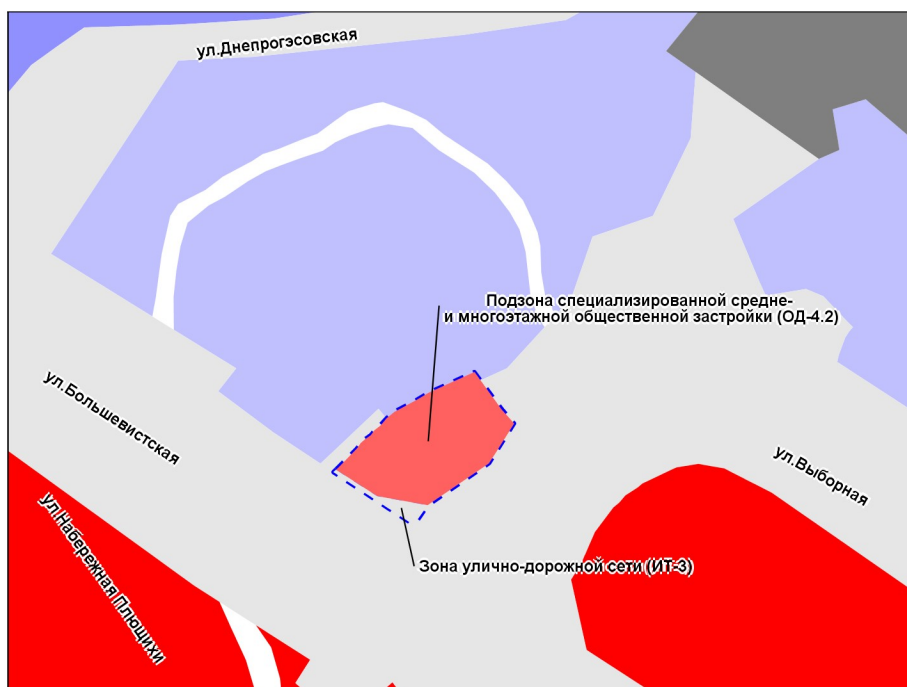 ул.Днепрогэсовская
Подзона специализированной средне-
и многоэтажной общественной застройки (ОД-4.2)
ул.Большевистская
ул.Выборная
ул.Набережная Плющихи
Зона улично-дорожной сети (ИТ-3)